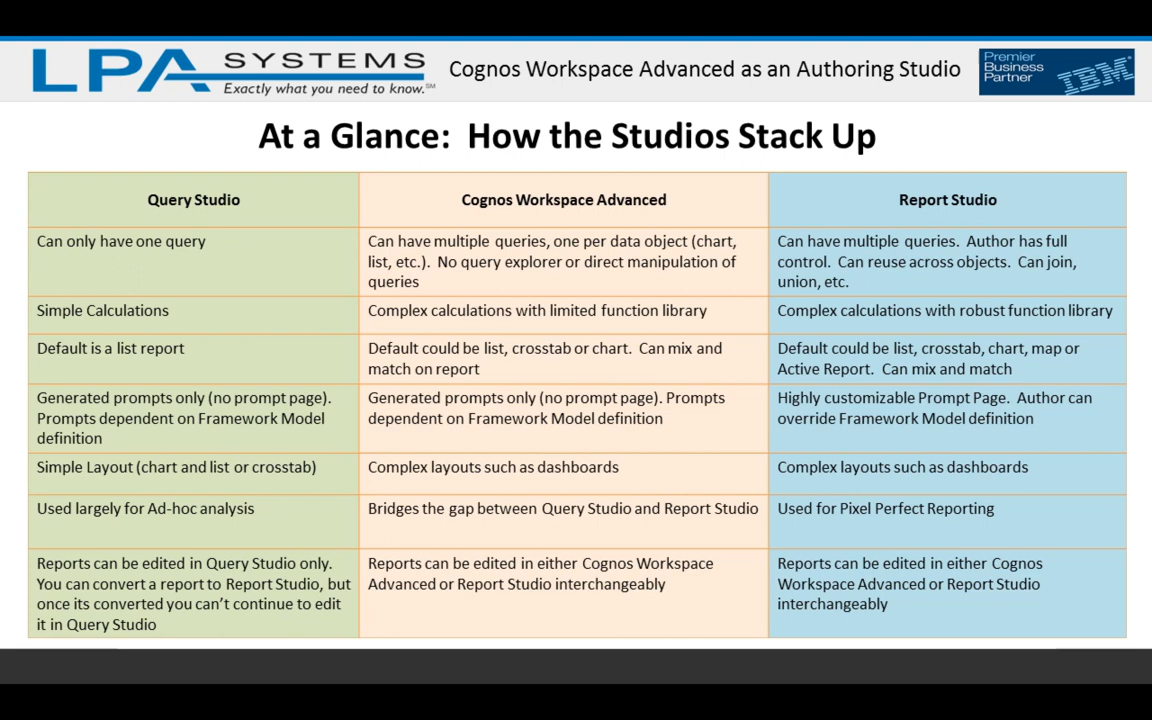 LPA SYSTEMS
Exactly what you need to know.SM
Cognos Workspace Advanced as an Authoring Studio
Premier
Business
Partner
IBM
At a Glance:  How the Studios Stack Up
Query Studio
Cognos Workspace Advanced
Report Studio
Can only have one query
Can have multiple queries, one per data object (chart,
list, etc.).  No query explorer or direct manipulation of
queries
Can have multiple queries.  Author has full
control.  Can reuse across objects.  Can join,
union, etc.
Simple Calculations
Complex calculations with limited function library
Complex calculations with robust function library
Default is a list report
Default could be list, crosstab or chart.  Can mix and
match on report
Default could be list, crosstab, chart, map or
Active Report.  Can mix and match
Generated prompts only (no prompt page).
Prompts dependent on Framework Model
definition
Generated prompts only (no prompt page). Prompts
dependent on Framework Model definition
Highly customizable Prompt Page.  Author can
override Framework Model definition
Simple Layout (chart and list or crosstab)
Complex layouts such as dashboards
Complex layouts such as dashboards
Used largely for Ad-hoc analysis
Bridges the gap between Query Studio and Report Studio
Used for Pixel Perfect Reporting
Reports can be edited in Query Studio only.
You can convert a report to Report Studio, but
once its converted you can't continue to edit
it in Query Studio
Reports can be edited in either Cognos Workspace
Advanced or Report Studio interchangeably
Reports can be edited in either Cognos
Workspace Advanced or Report Studio
interchangeably